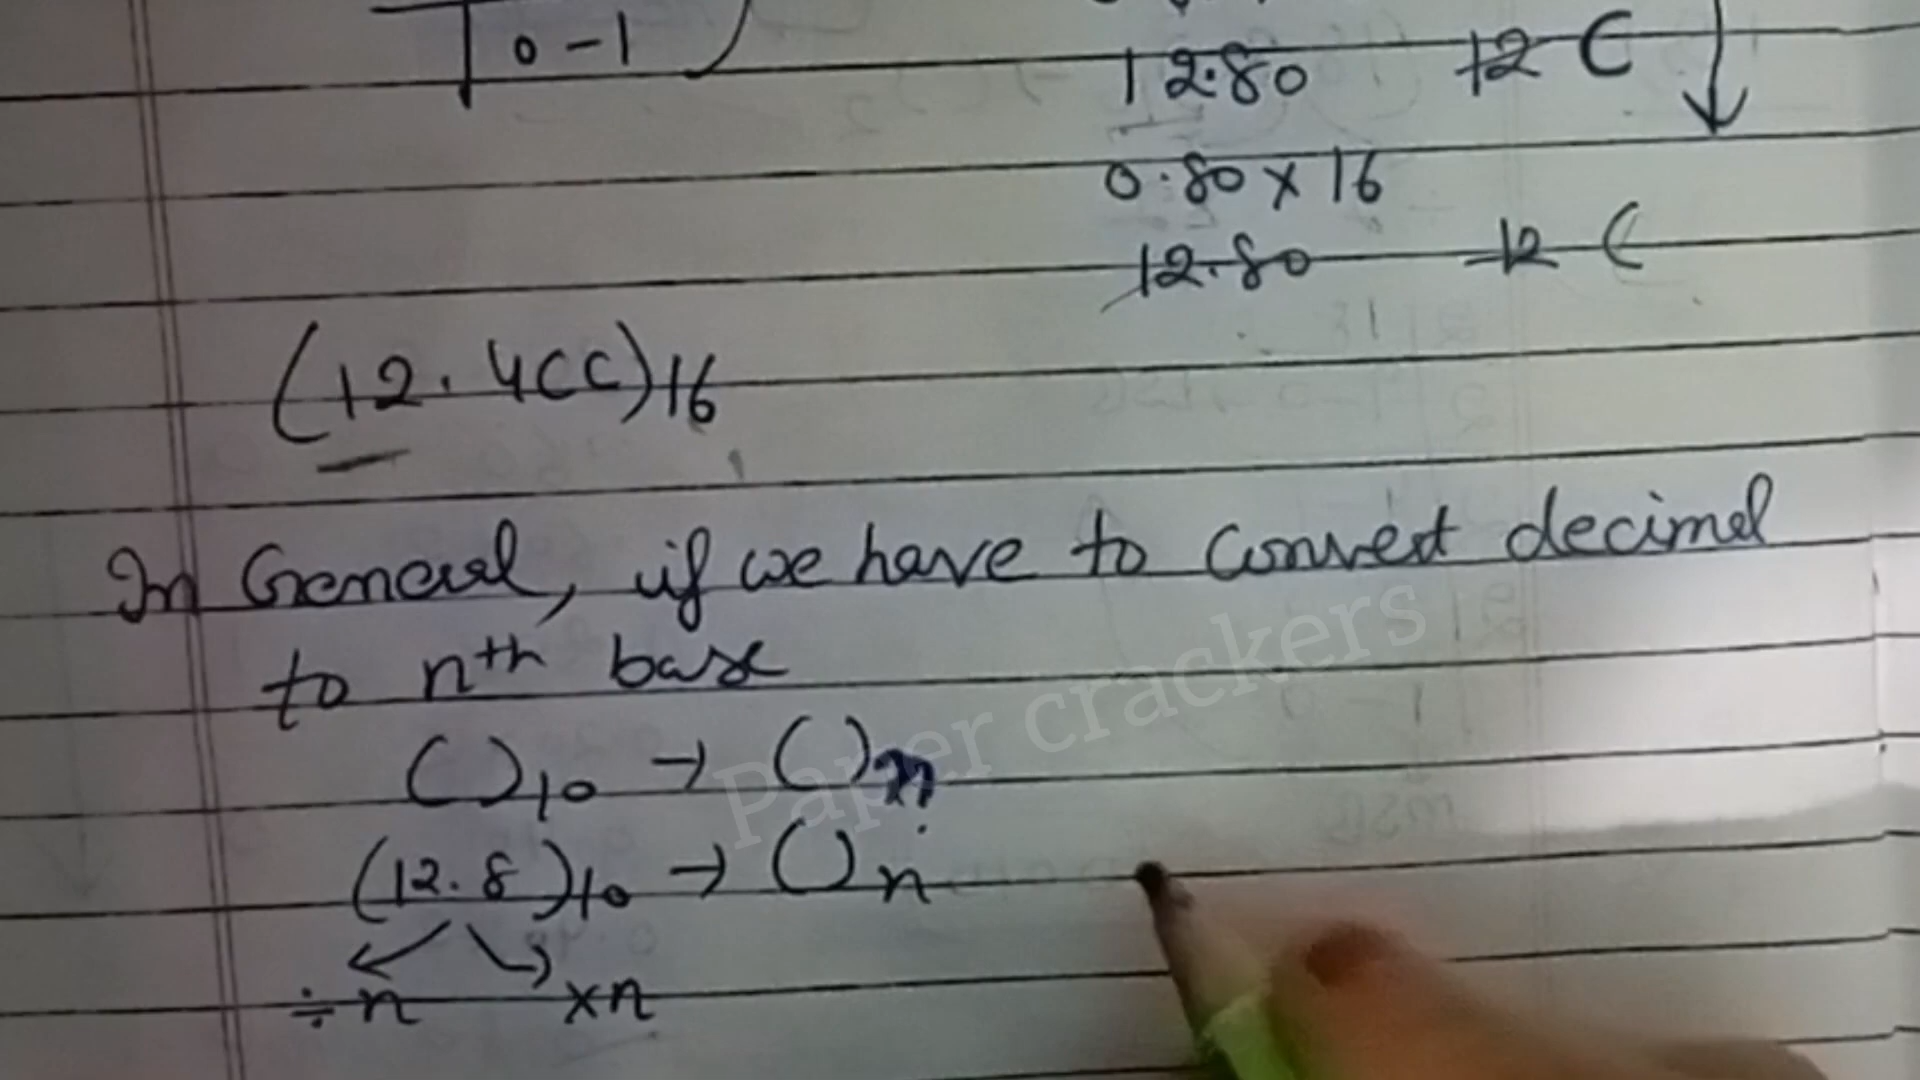 0 - 1
12.80 12 C
0.80 x 16
12.80 12 C
(12.4CC)16
In General, if we have to convert decimal
to nth base
( )10 → ( )n
(12.8)10 → ( )n
÷ n x n
Paper crackers